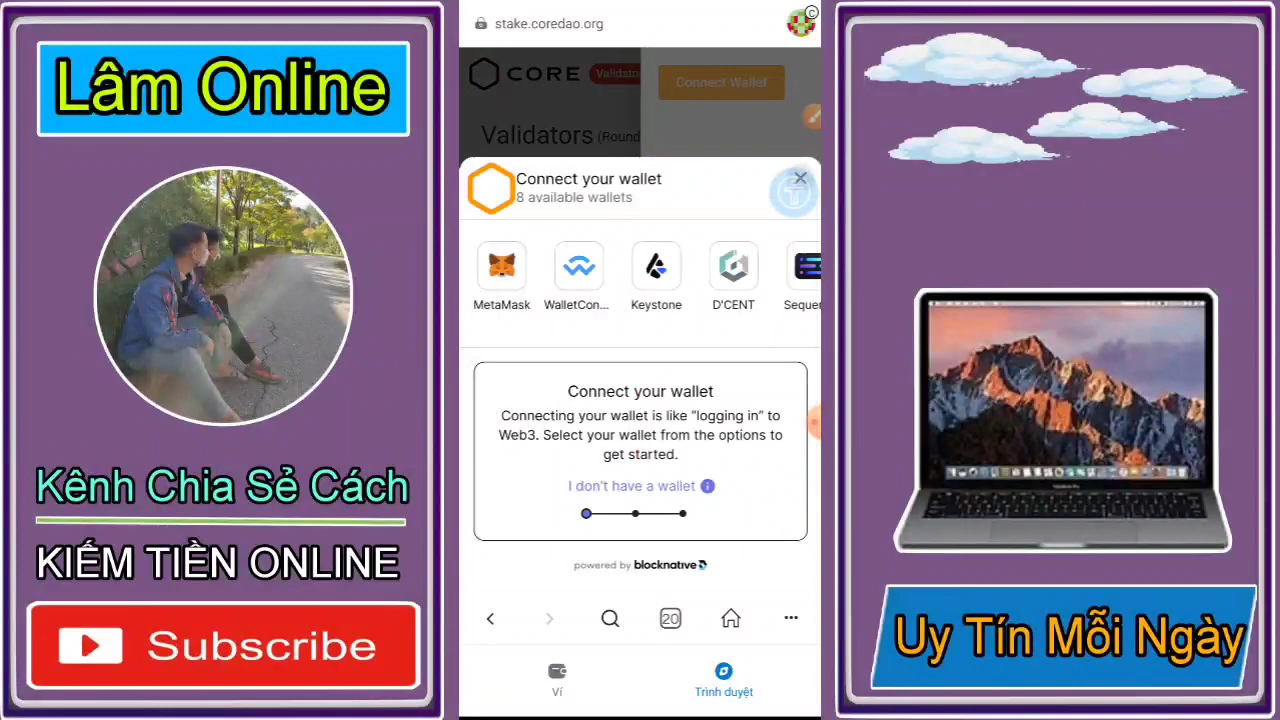 Lâm Online
Kênh Chia Sẻ Cách
KIẾM TIỀN ONLINE
Subscribe
stake.coredao.org
C
CORE
Validato
Connect Wallet
Validators (Round
Connect your wallet
8 available wallets
MetaMask
WalletCon...
Keystone
D'CENT
Sequen
Connect your wallet
Connecting your wallet is like "logging in" to
Web3. Select your wallet from the options to
get started.
I don't have a wallet
powered by blocknative
20
Ví
Trình duyệt
Uy Tín Mỗi Ngày